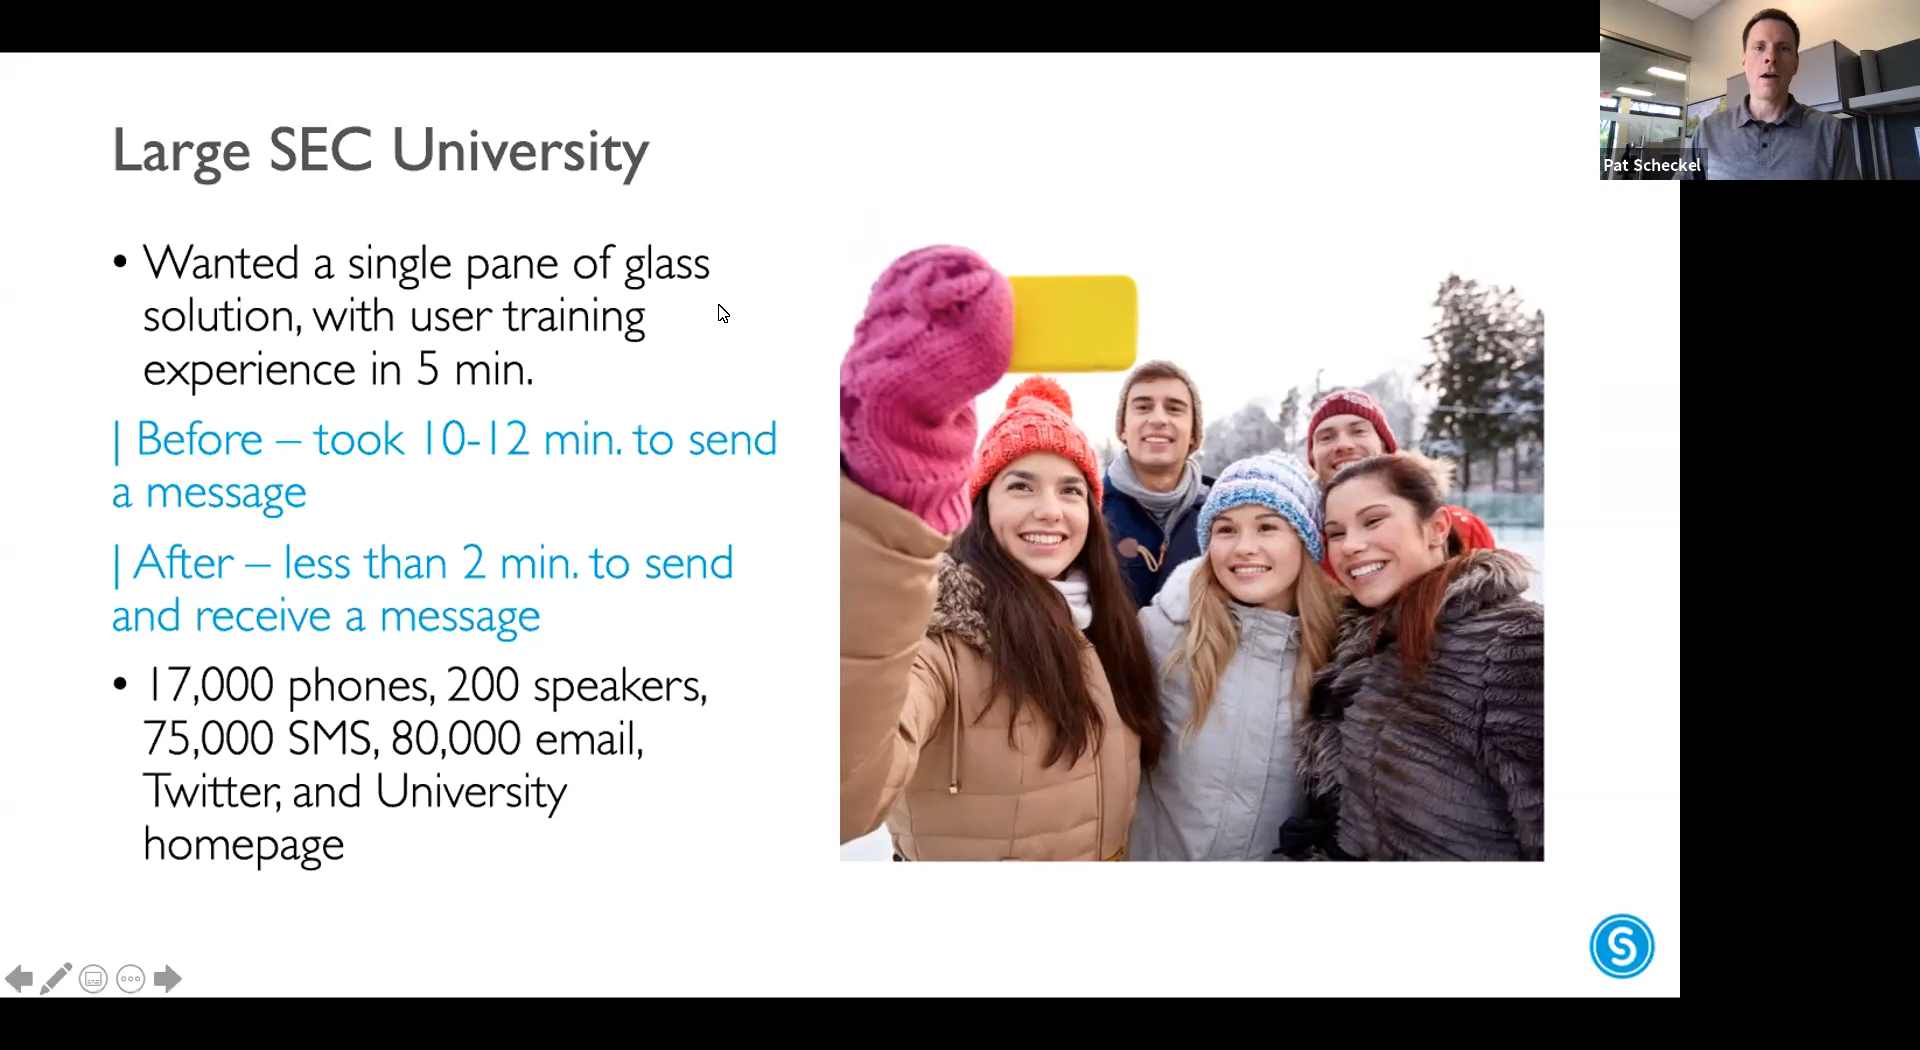 Large SEC University
• Wanted a single pane of glass
solution, with user training
experience in 5 min.
| Before – took 10-12 min. to send
a message
| After – less than 2 min. to send
and receive a message
• 17,000 phones, 200 speakers,
75,000 SMS, 80,000 email,
Twitter, and University
homepage
Pat Scheckel
S